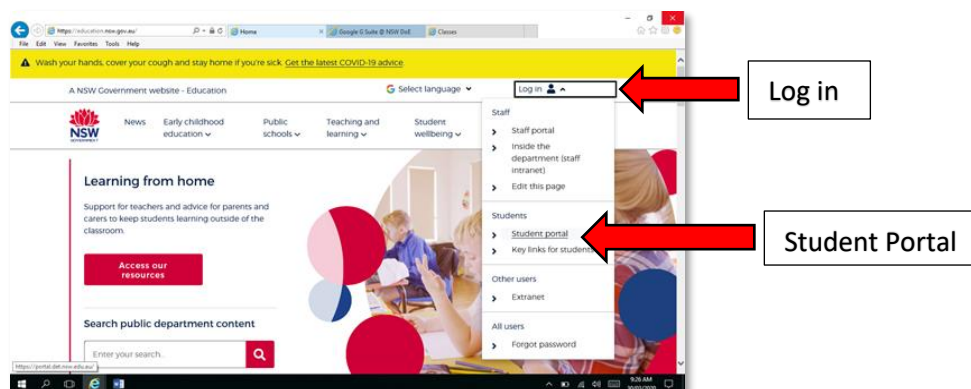 https://education.nsw.gov.au/
Home
Google G Suite @ NSW DoE
Classes
File Edit View Favorites Tools Help
Wash your hands, cover your cough and stay home if you're sick. Get the latest COVID-19 advice.
A NSW Government website - Education
Select language
Log in
Log in
NSW
GOVERNMENT
News
Early childhood education
Public schools
Teaching and learning
Student wellbeing
Staff
Staff portal
Inside the
department (staff
intranet)
Edit this page
Learning from home
Support for teachers and advice for parents and
carers to keep students learning outside of the
classroom.
Access our
resources
Students
Student portal
Key links for students
Student Portal
Other users
Extranet
All users
Forgot password
Search public department content
Enter your search.
https://portal.det.nsw.edu.au/
9:26 AM
30/03/2020